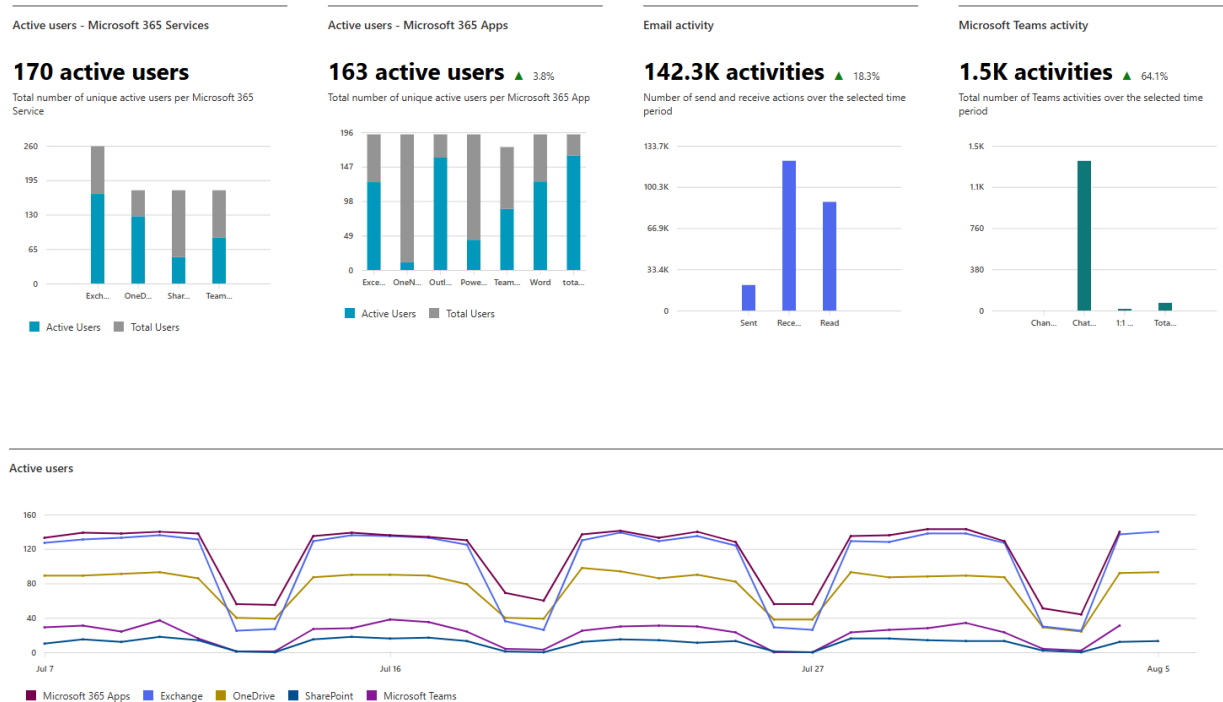 Active users - Microsoft 365 Services
170 active users
Total number of unique active users per Microsoft 365
Service
260
195
130
65
0
Exch...
OneD...
Shar...
Team...
Active Users
Total Users
Active users - Microsoft 365 Apps
163 active users ▲ 3.8%
Total number of unique active users per Microsoft 365 App
196
147
98
49
0
Exce...
OneN...
Outl...
Powe...
Team...
Word
tota...
Active Users
Total Users
Email activity
142.3K activities ▲ 18.3%
Number of send and receive actions over the selected time
period
133.7K
100.3K
66.9K
33.4K
0
Sent
Rece...
Read
Microsoft Teams activity
1.5K activities ▲ 64.1%
Total number of Teams activities over the selected time
period
1.5K
1.1K
760
380
0
Chan...
Chat...
1:1 ...
Tota...
Active users
160
120
80
40
0
Jul 7
Jul 16
Jul 27
Aug 5
Microsoft 365 Apps
Exchange
OneDrive
SharePoint
Microsoft Teams